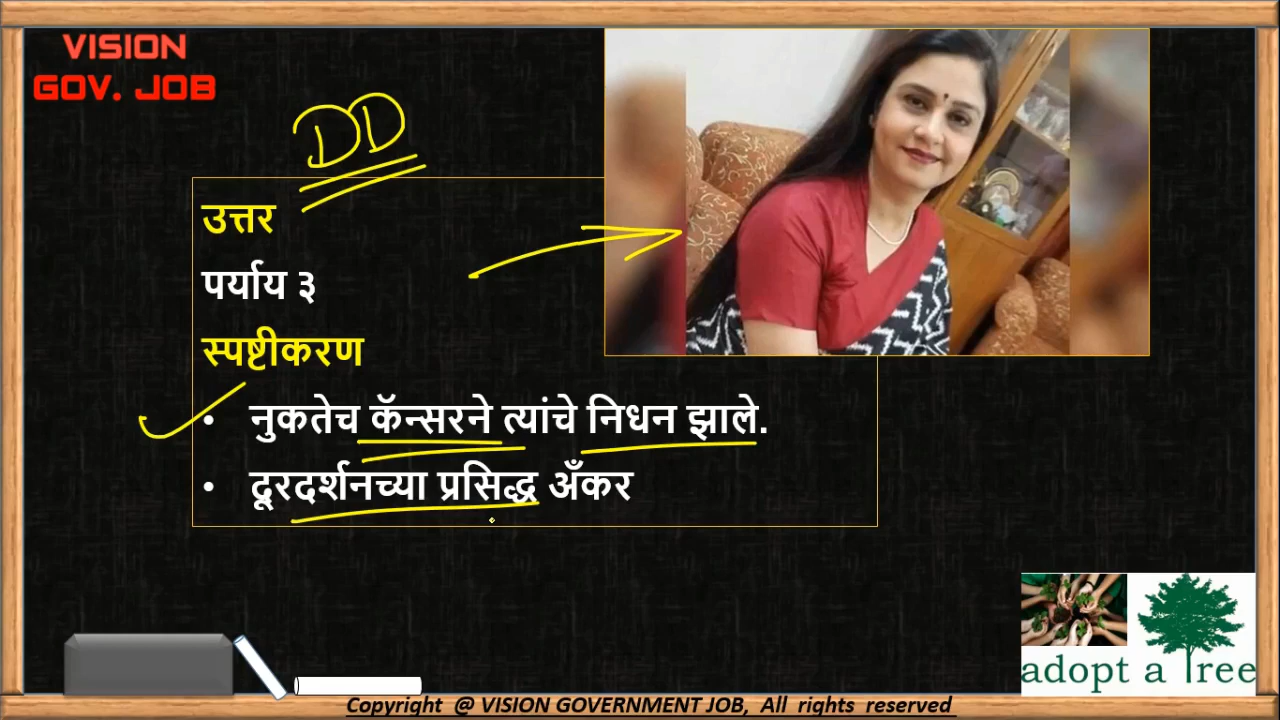 VISION
GOV. JOB
DD
उत्तर
पर्याय ३
स्पष्टीकरण
• नुकतेच कॅन्सरने त्यांचे निधन झाले.
• दूरदर्शनच्या प्रसिद्ध अँकर
adopt a Tree
Copyright @ VISION GOVERNMENT JOB, All rights reserved